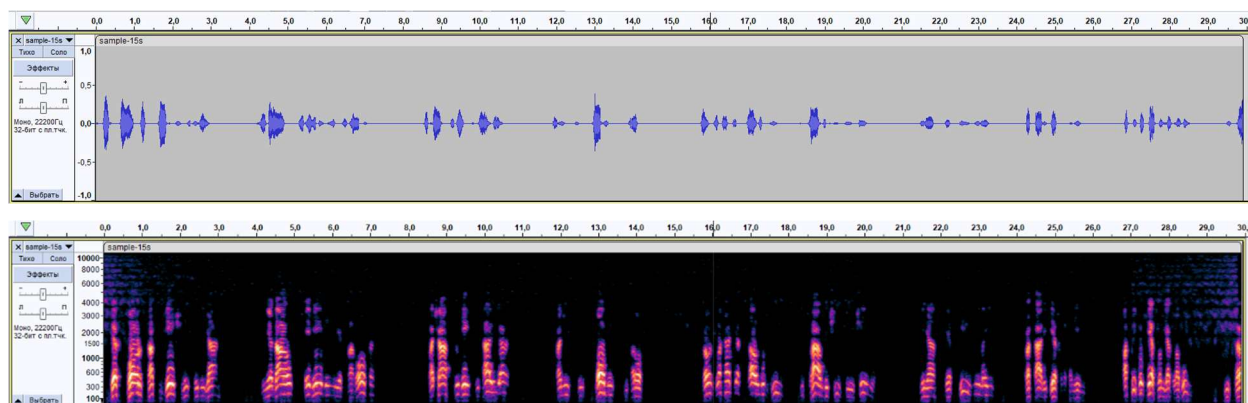 0,0 1,0 2,0 3,0 4,0 5,0 6,0 7,0 8,0 9,0 10,0 11,0 12,0 13,0 14,0 15,0 16,0 17,0 18,0 19,0 20,0 21,0 22,0 23,0 24,0 25,0 26,0 27,0 28,0 29,0 30
× sample-15s ▼ sample-15s
Тихо Соло 1,0
Эффекты
- + 0,5-
Л П
Моно, 22200Гц 0,0-
32-бит с пл.тчк.
-0,5-
Выбрать -1,0
0,0 1,0 2,0 3,0 4,0 5,0 6,0 7,0 8,0 9,0 10,0 11,0 12,0 13,0 14,0 15,0 16,0 17,0 18,0 19,0 20,0 21,0 22,0 23,0 24,0 25,0 26,0 27,0 28,0 29,0 30,
× sample-15s ▼ sample-15s
Тихо Соло 10000
8000
Эффекты 6000
- + 4000
Л П 3000
Моно, 22200Гц 2000
32-бит с пл.тчк. 1500
1000
600
300
Выбрать 100